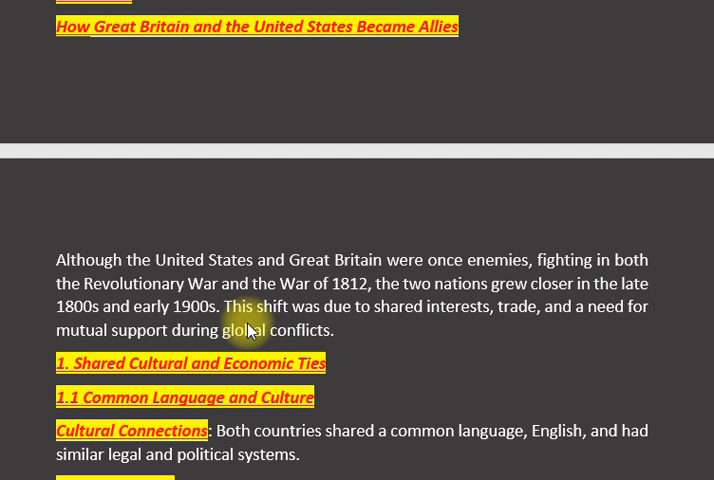 How Great Britain and the United States Became Allies
Although the United States and Great Britain were once enemies, fighting in both
the Revolutionary War and the War of 1812, the two nations grew closer in the late
1800s and early 1900s. This shift was due to shared interests, trade, and a need for
mutual support during global conflicts.
1. Shared Cultural and Economic Ties
1.1 Common Language and Culture
Cultural Connections: Both countries shared a common language, English, and had
similar legal and political systems.